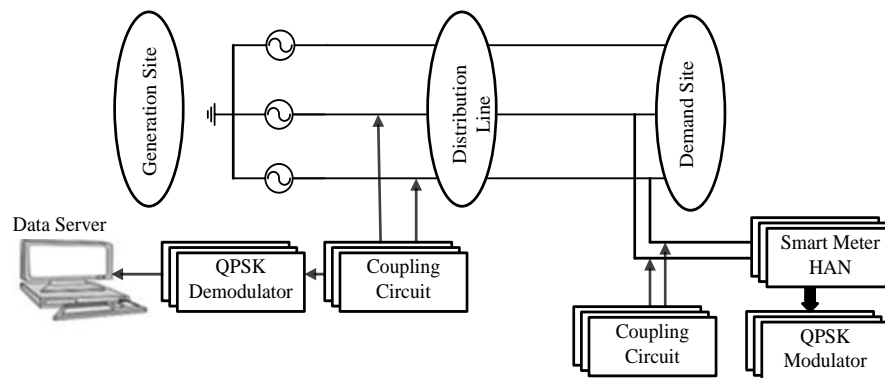 Generation Site
Distribution
Line
Demand Site
Data Server
QPSK
Demodulator
Coupling
Circuit
Smart Meter
HAN
Coupling
Circuit
QPSK
Modulator